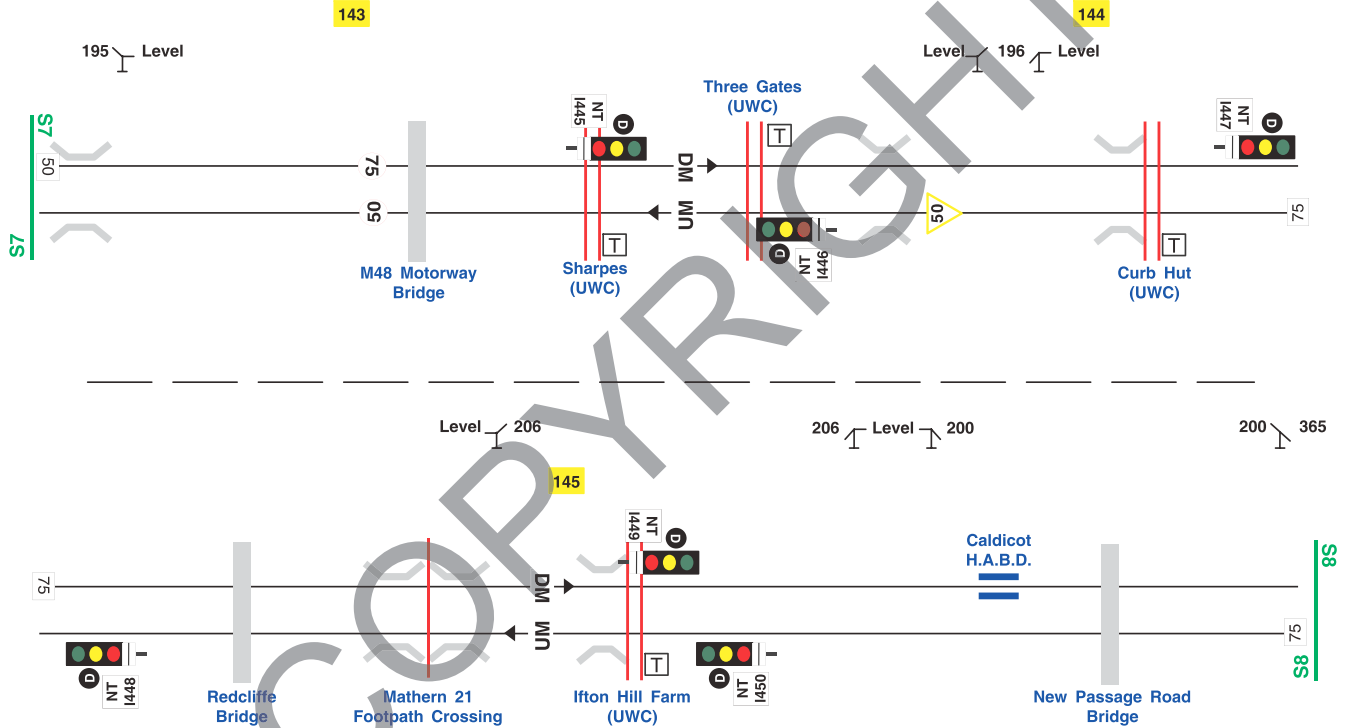 143
144
195 Level
Level 196 Level
Three Gates
(UWC)
NT
I445
D
T
NT
I447
D
S7
50
75
DM
50
UM
50
75
S7
T
D
NT
I446
T
M48 Motorway
Bridge
Sharpes
(UWC)
Curb Hut
(UWC)
COPYRIGHT
Level 206
206 Level 200
200 365
145
NT
I449
D
Caldicot
H.A.B.D.
S8
75
DM
UM
75
S8
D
NT
I448
T
D
NT
I450
Redcliffe
Bridge
Mathern 21
Footpath Crossing
Ifton Hill Farm
(UWC)
New Passage Road
Bridge